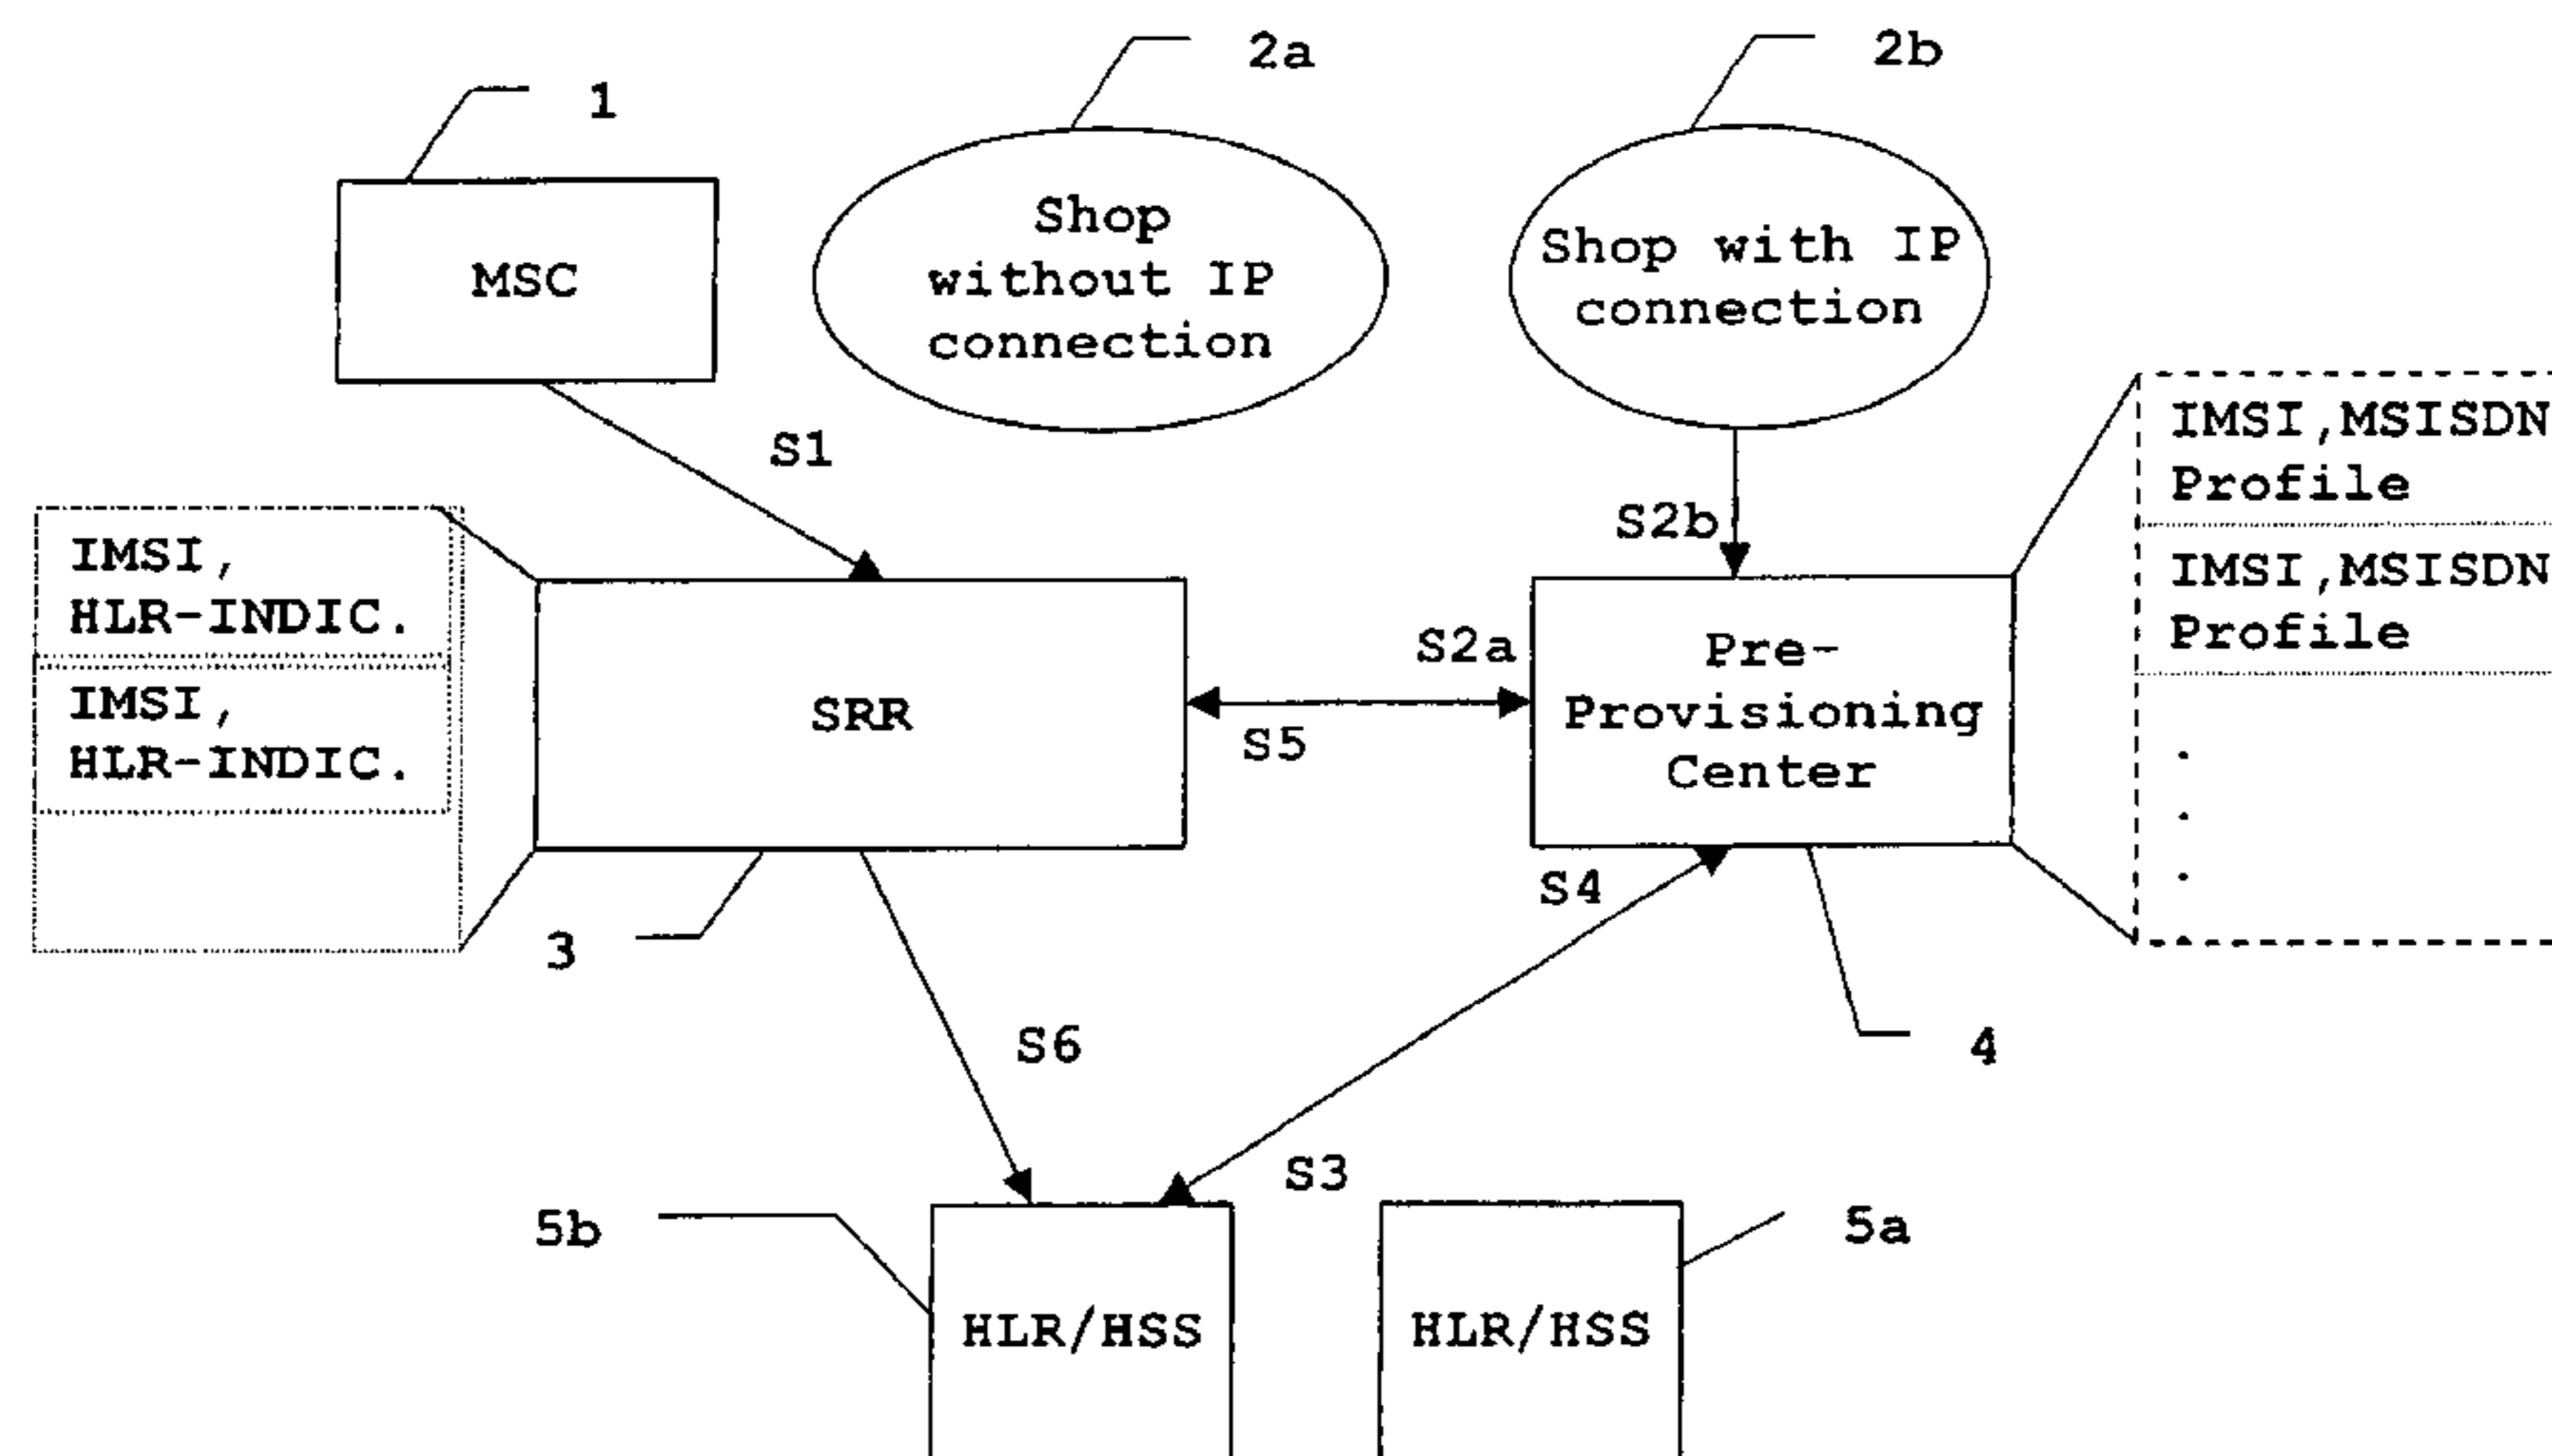 1
2a
2b
MSC
Shop
without IP
connection
Shop with IP
connection
S1
S2b
IMSI,MSISDN
Profile
IMSI,MSISDN
Profile
.
.
.
.
IMSI,
HLR-INDIC.
IMSI,
HLR-INDIC.
SRR
S2a
S5
Pre-
Provisioning
Center
3
S4
4
S6
S3
5b
5a
HLR/HSS
HLR/HSS